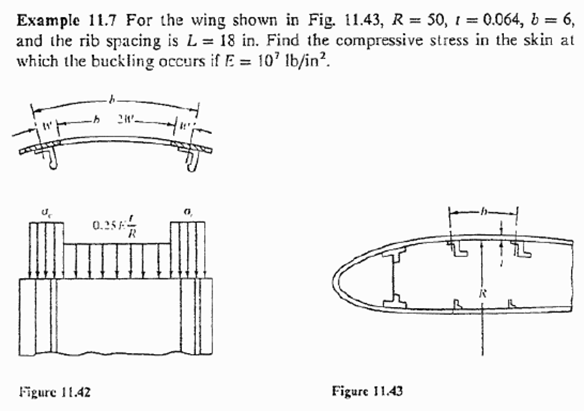 Example 11.7 For the wing shown in Fig. 11.43, R = 50, t = 0.064, b = 6,
and the rib spacing is L = 18 in. Find the compressive stress in the skin at
which the buckling occurs if E = 10⁷ lb/in².
b
W
b
2W
W
σc
0.25E t/R
σc
b
t
R
Figure 11.42
Figure 11.43